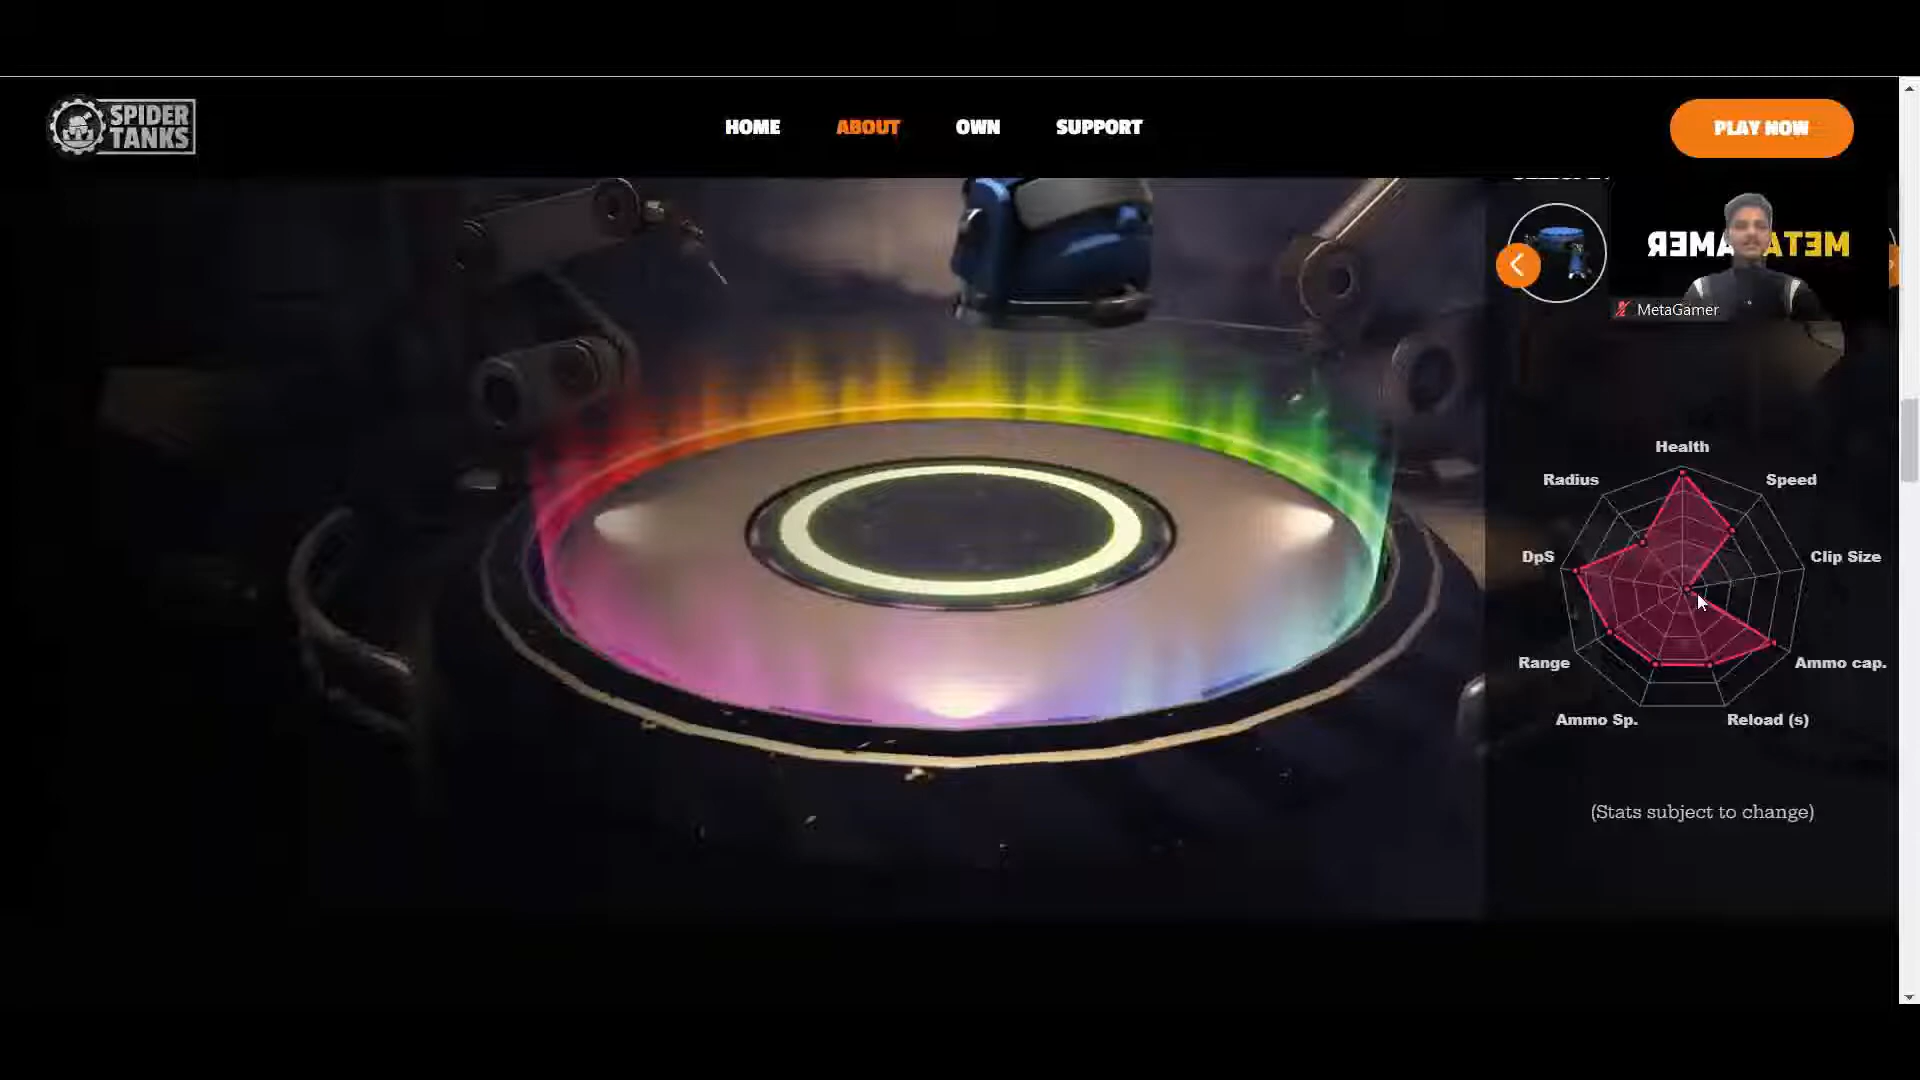 SPIDER
TANKS
HOME
ABOUT
OWN
SUPPORT
PLAY NOW
METAGAMER
MetaGamer
Health
Radius
Speed
DpS
Clip Size
Range
Ammo cap.
Ammo Sp.
Reload (s)
(Stats subject to change)